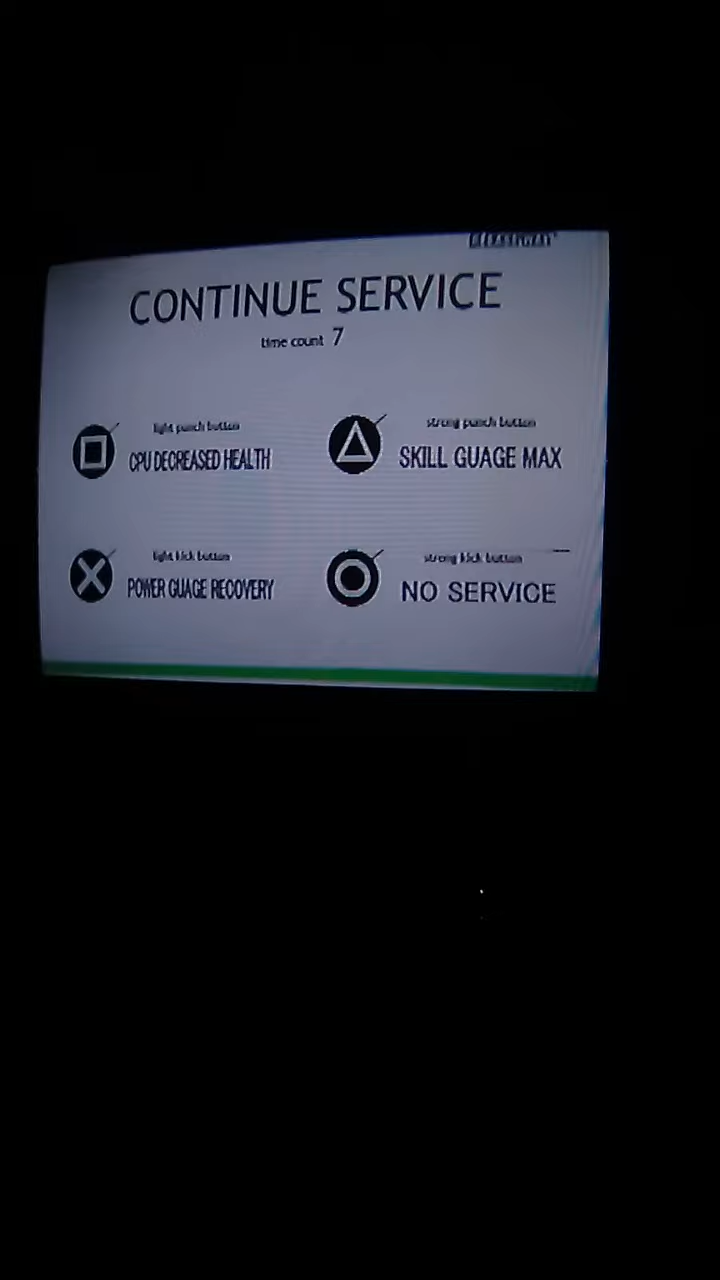 CONTINUE SERVICE
time count 7
light punch button
CPU DECREASED HEALTH
strong punch button
SKILL GUAGE MAX
light kick button
POWER GUAGE RECOVERY
strong kick button
NO SERVICE